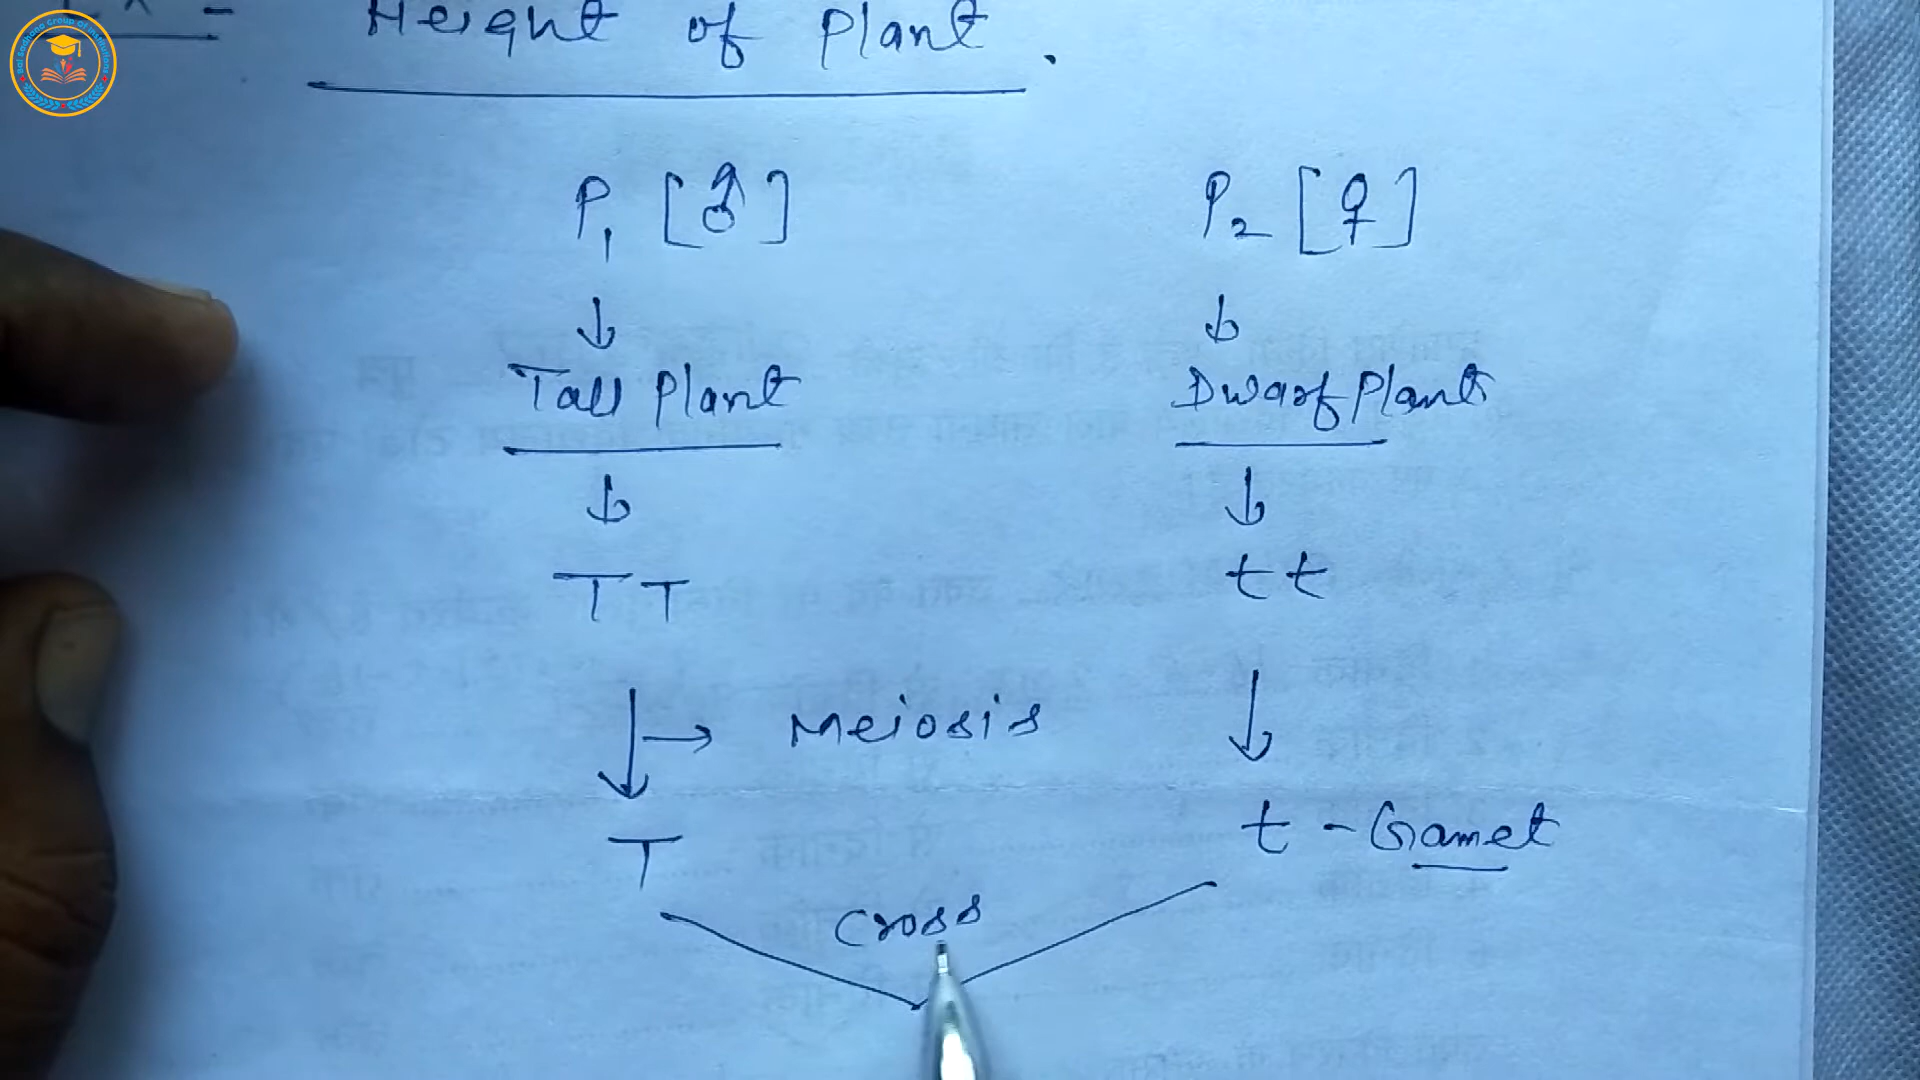 Height of Plant.
P1 [♂] P2 [♀]
↓ ↓
Tall Plant Dwarf Plant
↓ ↓
TT tt
↓ → Meiosis ↓
T t - Gamet
Cross